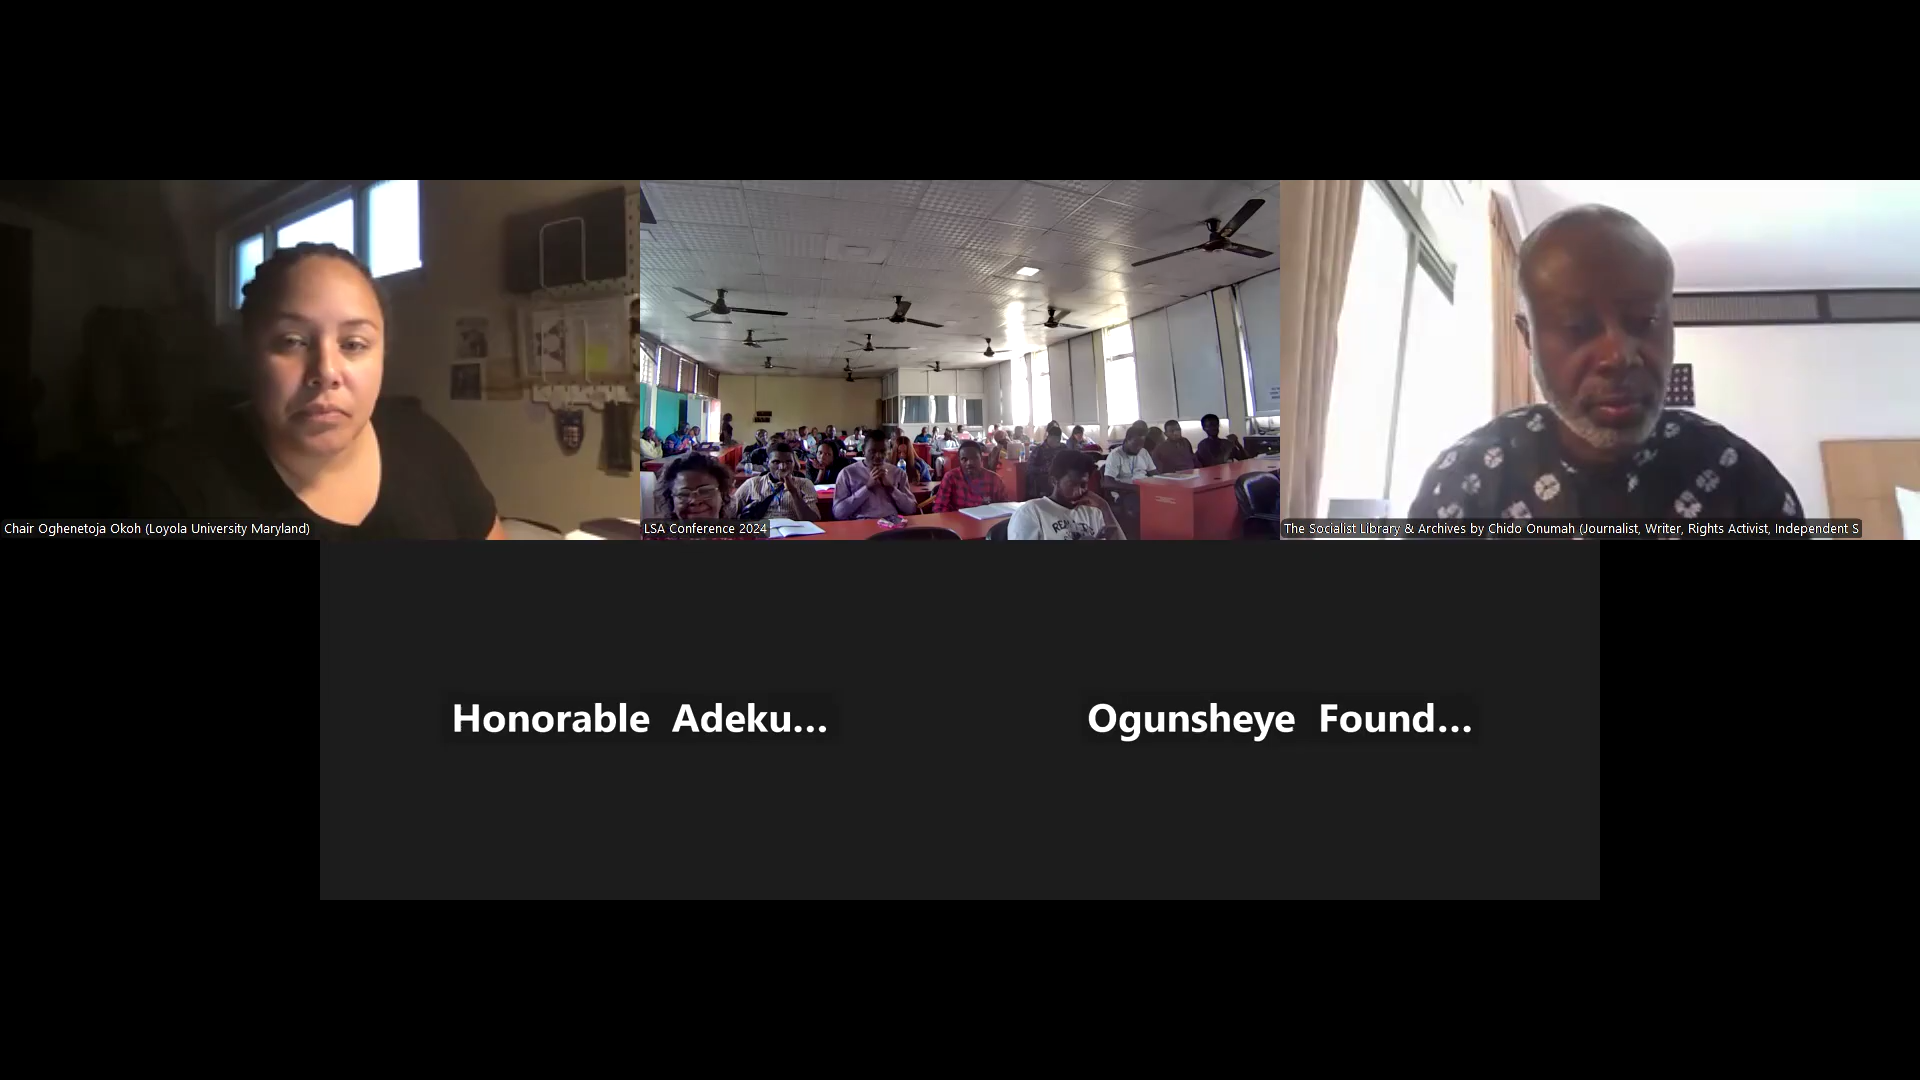 Chair Oghenetoja Okoh (Loyola University Maryland)
LSA Conference 2024
The Socialist Library & Archives by Chido Onumah (Journalist, Writer, Rights Activist, Independent S
Honorable Adeku...
Ogunsheye Found...